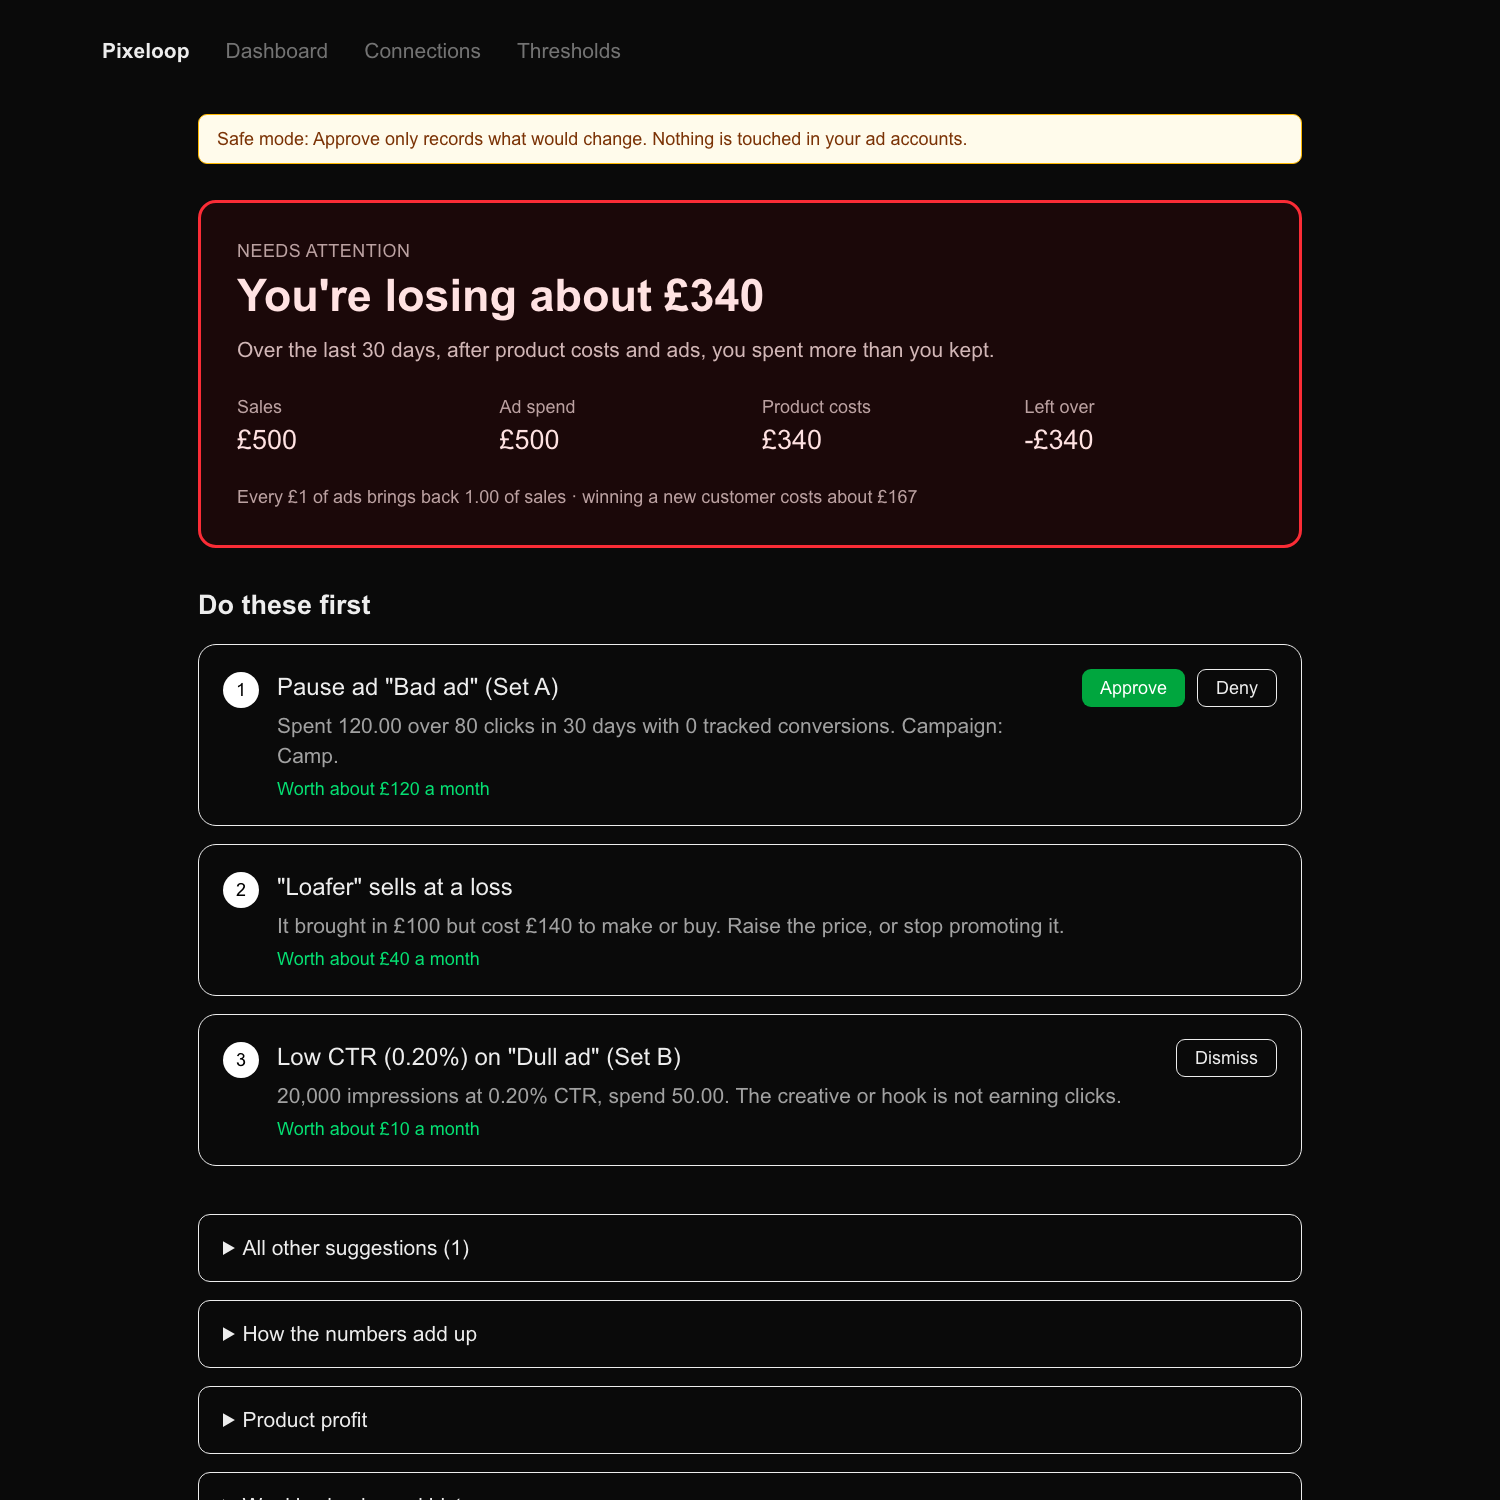 Pixeloop Dashboard Connections Thresholds
Safe mode: Approve only records what would change. Nothing is touched in your ad accounts.
NEEDS ATTENTION
You're losing about £340
Over the last 30 days, after product costs and ads, you spent more than you kept.
Sales Ad spend Product costs Left over
£500 £500 £340 -£340
Every £1 of ads brings back 1.00 of sales · winning a new customer costs about £167
Do these first
1 Pause ad "Bad ad" (Set A) Approve Deny
Spent 120.00 over 80 clicks in 30 days with 0 tracked conversions. Campaign:
Camp.
Worth about £120 a month
2 "Loafer" sells at a loss
It brought in £100 but cost £140 to make or buy. Raise the price, or stop promoting it.
Worth about £40 a month
3 Low CTR (0.20%) on "Dull ad" (Set B) Dismiss
20,000 impressions at 0.20% CTR, spend 50.00. The creative or hook is not earning clicks.
Worth about £10 a month
All other suggestions (1)
How the numbers add up
Product profit